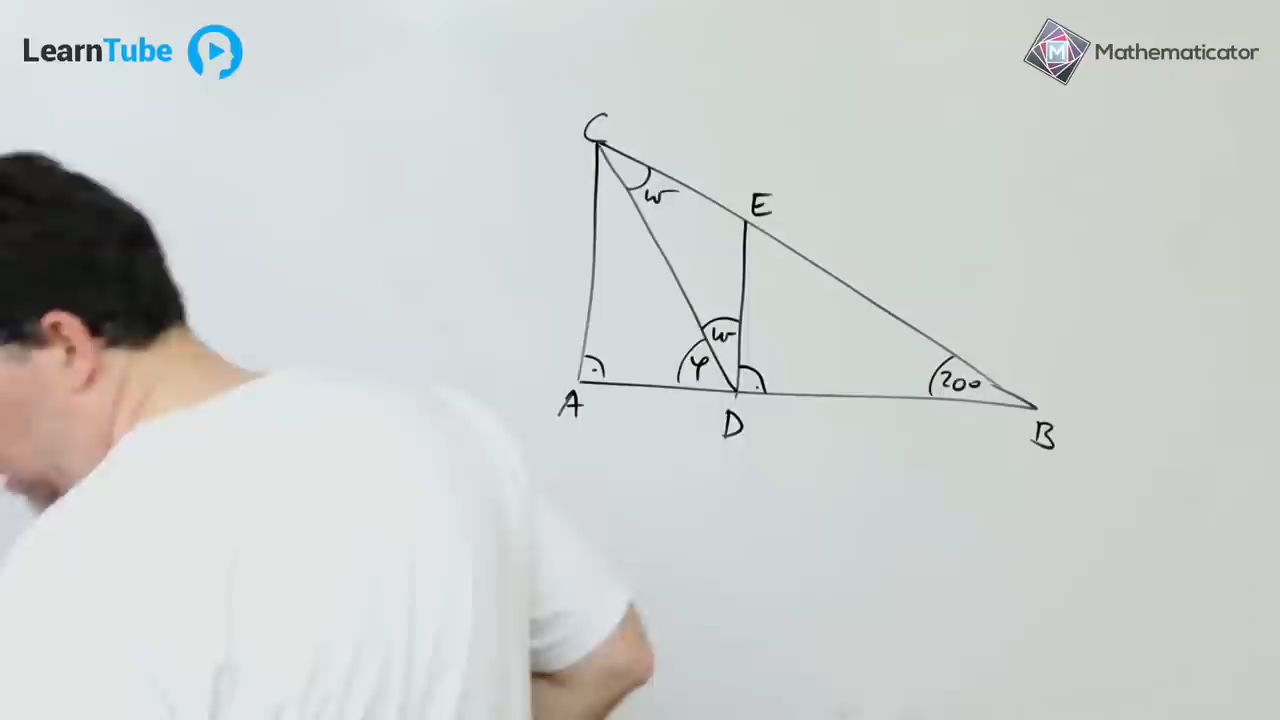 LearnTube
Mathematicator
C
ω
E
ω
φ
20°
A
D
B